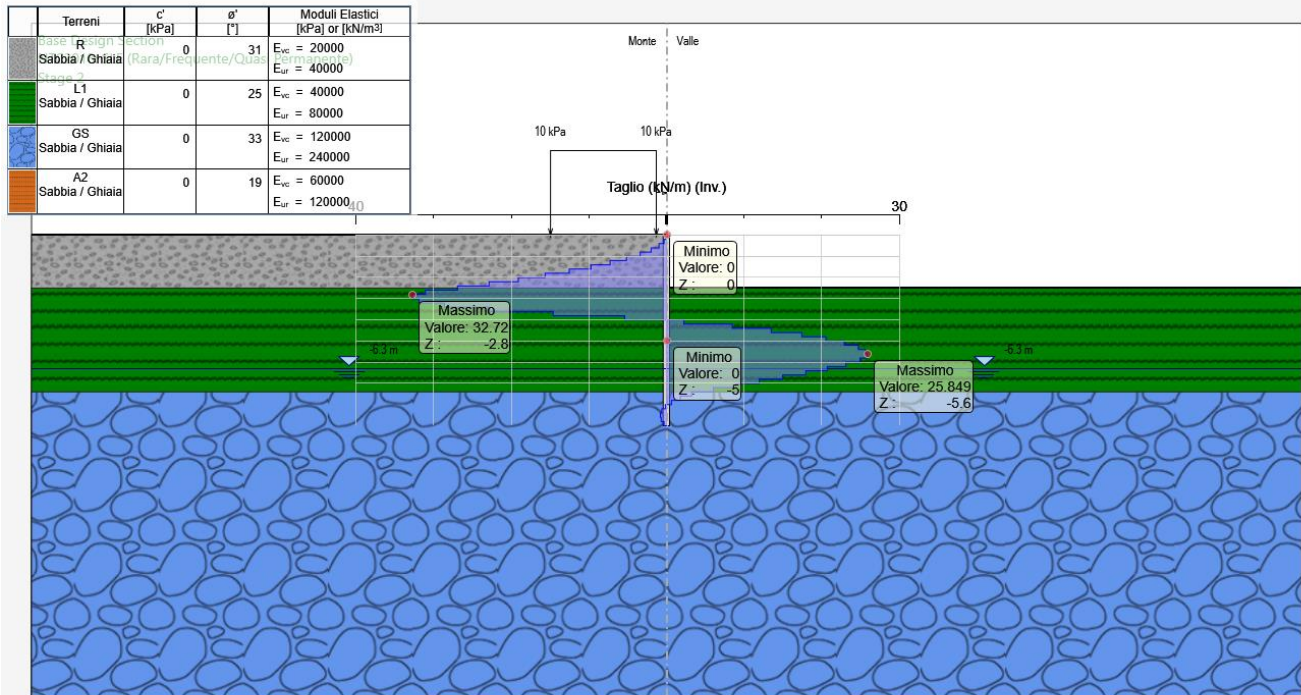 Terreni c' [kPa] ø' [°] Moduli Elastici [kPa] or [kN/m³]
Base Design Section
(Rara/Frequente/Quasi Permanente)
Stage 2
R Sabbia / Ghiaia 0 31 Evc = 20000
Eur = 40000
L1 Sabbia / Ghiaia 0 25 Evc = 40000
Eur = 80000
GS Sabbia / Ghiaia 0 33 Evc = 120000
Eur = 240000
A2 Sabbia / Ghiaia 0 19 Evc = 60000
Eur = 120000
Monte Valle
10 kPa 10 kPa
Taglio (kN/m) (Inv.)
40 30
Minimo
Valore: 0
Z : 0
Massimo
Valore: 32.72
Z : -2.8
-6.3 m -6.3 m
Minimo
Valore: 0
Z : -5
Massimo
Valore: 25.849
Z : -5.6